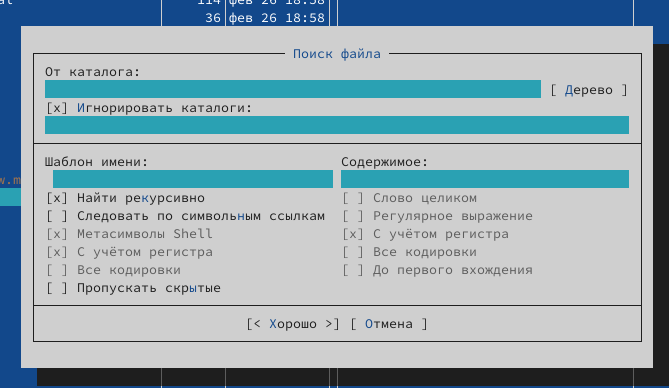 114 фев 26 18:58
36 фев 26 18:58
Поиск файла
От каталога:
[ Дерево ]
[x] Игнорировать каталоги:
Шаблон имени: Содержимое:
[x] Найти рекурсивно [ ] Слово целиком
[ ] Следовать по символьным ссылкам [ ] Регулярное выражение
[x] Метасимволы Shell [x] С учётом регистра
[x] С учётом регистра [ ] Все кодировки
[ ] Все кодировки [ ] До первого вхождения
[ ] Пропускать скрытые
[< Хорошо >] [ Отмена ]